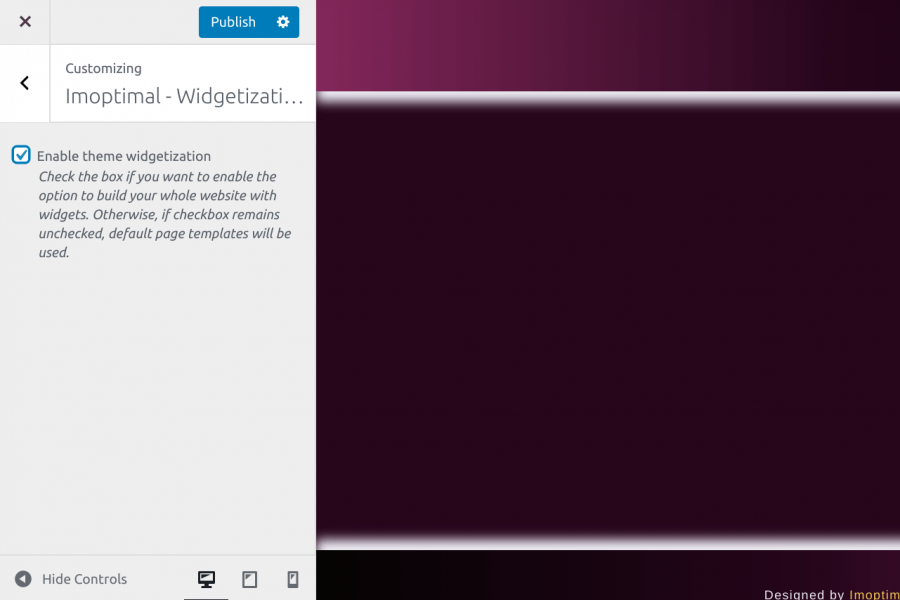 Publish
Customizing
Imoptimal - Widgetizati…
Enable theme widgetization
Check the box if you want to enable the
option to build your whole website with
widgets. Otherwise, if checkbox remains
unchecked, default page templates will be
used.
Hide Controls
Designed by Imoptim